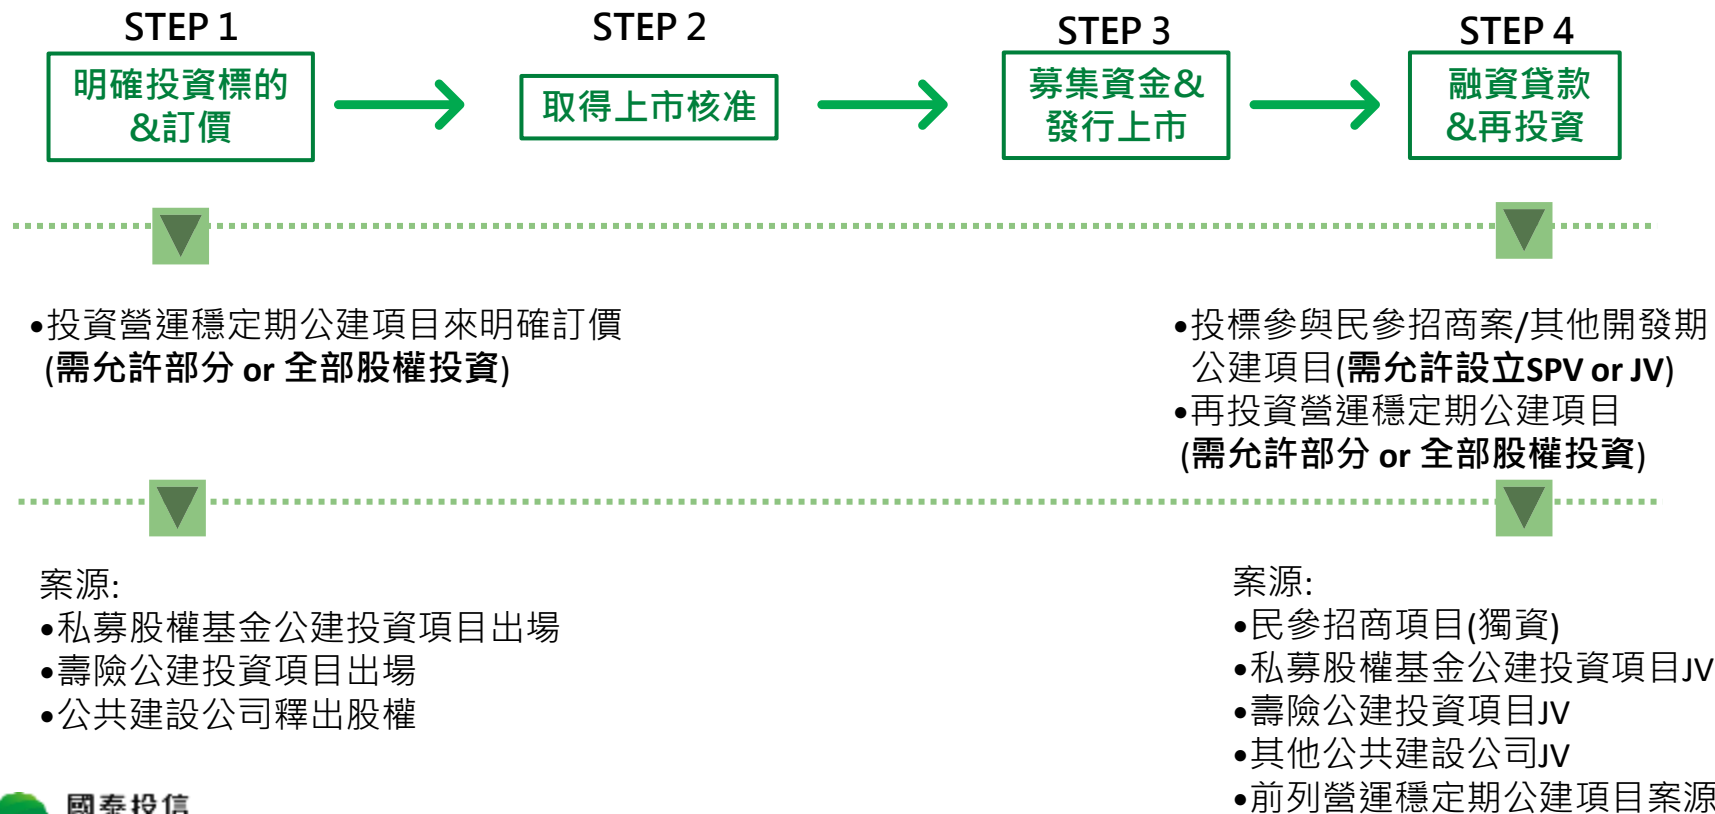 STEP 1
明確投資標的
&訂價
STEP 2
取得上市核准
STEP 3
募集資金&
發行上市
STEP 4
融資貸款
&再投資
•投資營運穩定期公建項目來明確訂價
(需允許部分 or 全部股權投資)
•投標參與民參招商案/其他開發期
公建項目(需允許設立SPV or JV)
•再投資營運穩定期公建項目
(需允許部分 or 全部股權投資)
案源:
•私募股權基金公建投資項目出場
•壽險公建投資項目出場
•公共建設公司釋出股權
案源:
•民參招商項目(獨資)
•私募股權基金公建投資項目JV
•壽險公建投資項目JV
•其他公共建設公司JV
•前列營運穩定期公建項目案源
國泰投信